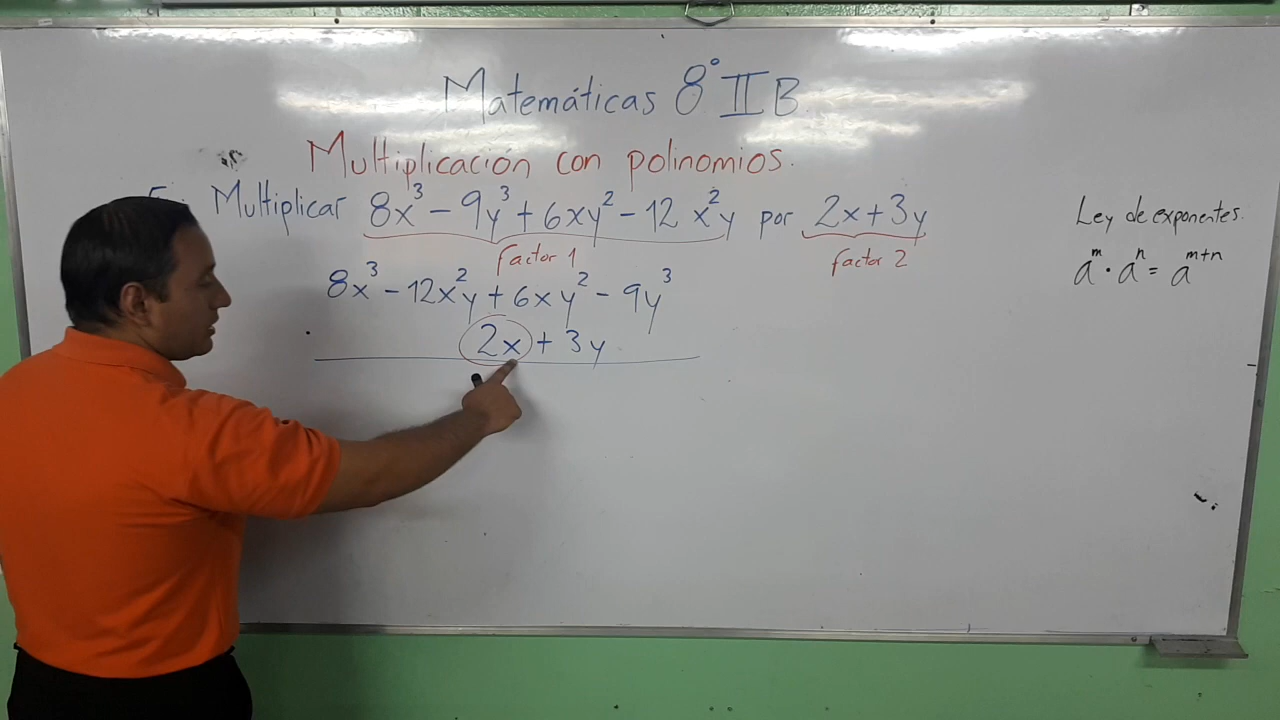 Matemáticas 8° II B
Multiplicación con polinomios.
Multiplicar 8x³ - 9y³ + 6xy² - 12x²y por 2x + 3y
factor 1 factor 2
8x³ - 12x²y + 6xy² - 9y³
2x + 3y
Ley de exponentes.
aᵐ · aⁿ = aᵐ⁺ⁿ